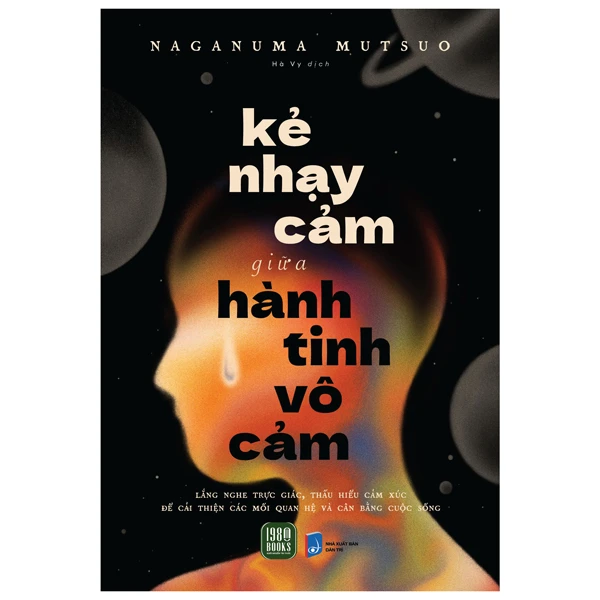 NAGANUMA MUTSUO
Hà Vy dịch
kẻ
nhạy
cảm
giữa
hành
tinh
vô
cảm
LẮNG NGHE TRỰC GIÁC, THẤU HIỂU CẢM XÚC
ĐỂ CẢI THIỆN CÁC MỐI QUAN HỆ VÀ CÂN BẰNG CUỘC SỐNG
1980
BOOKS
NHÀ XUẤT BẢN
DÂN TRÍ